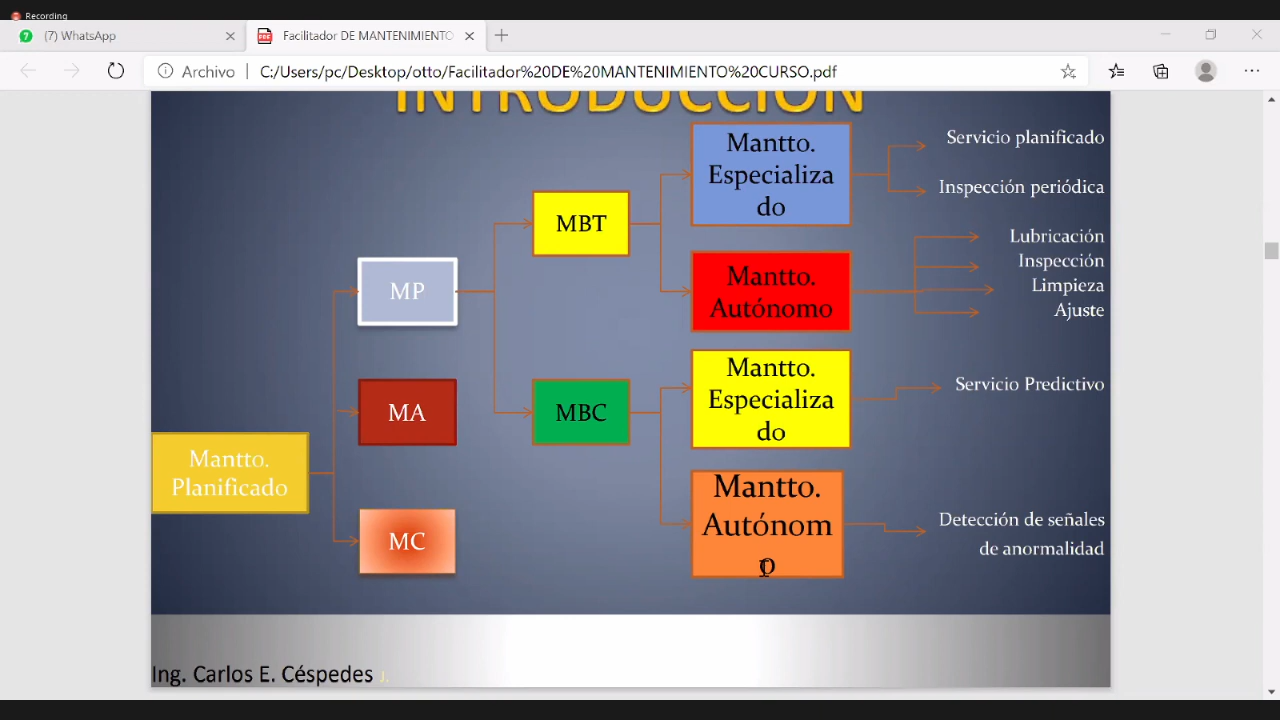 Recording
(7) WhatsApp
Facilitador DE MANTENIMIENTO
Archivo
C:/Users/pc/Desktop/otto/Facilitador%20DE%20MANTENIMIENTO%20CURSO.pdf
INTRODUCCIÓN
Mantto.
Planificado
MP
MA
MC
MBT
MBC
Mantto.
Especializa
do
Servicio planificado
Inspección periódica
Mantto.
Autónomo
Lubricación
Inspección
Limpieza
Ajuste
Mantto.
Especializa
do
Servicio Predictivo
Mantto.
Autónom
o
Detección de señales
de anormalidad
Ing. Carlos E. Céspedes J.